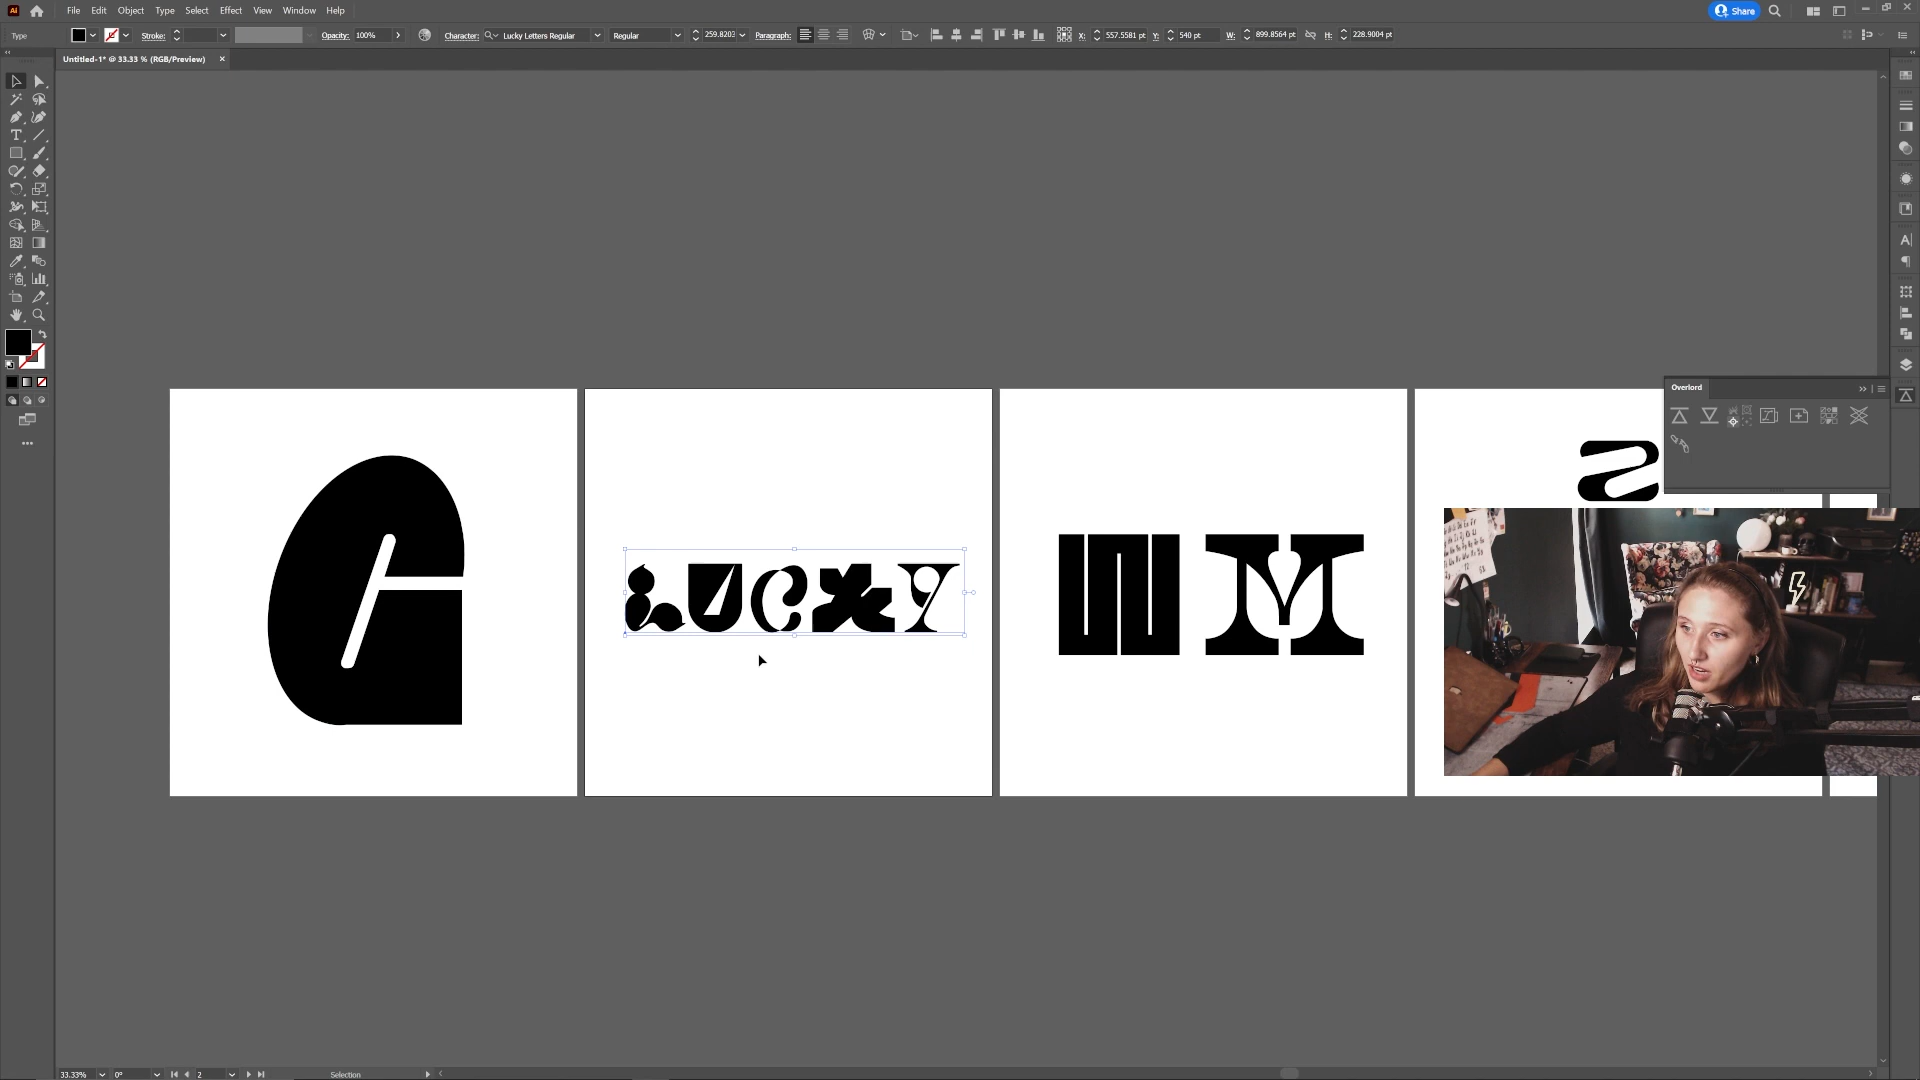 Ai File Edit Object Type Select Effect View Window Help Share
Type Stroke: Opacity: 100% Character: Lucky Letters Regular Regular 259.8203 Paragraph: X: 557.5581 pt Y: 540 pt W: 899.8564 pt H: 228.9004 pt
Untitled-1* @ 33.33 % (RGB/Preview)
Overlord
G
LUCKY
W M
S
33.33% 0° 2 Selection